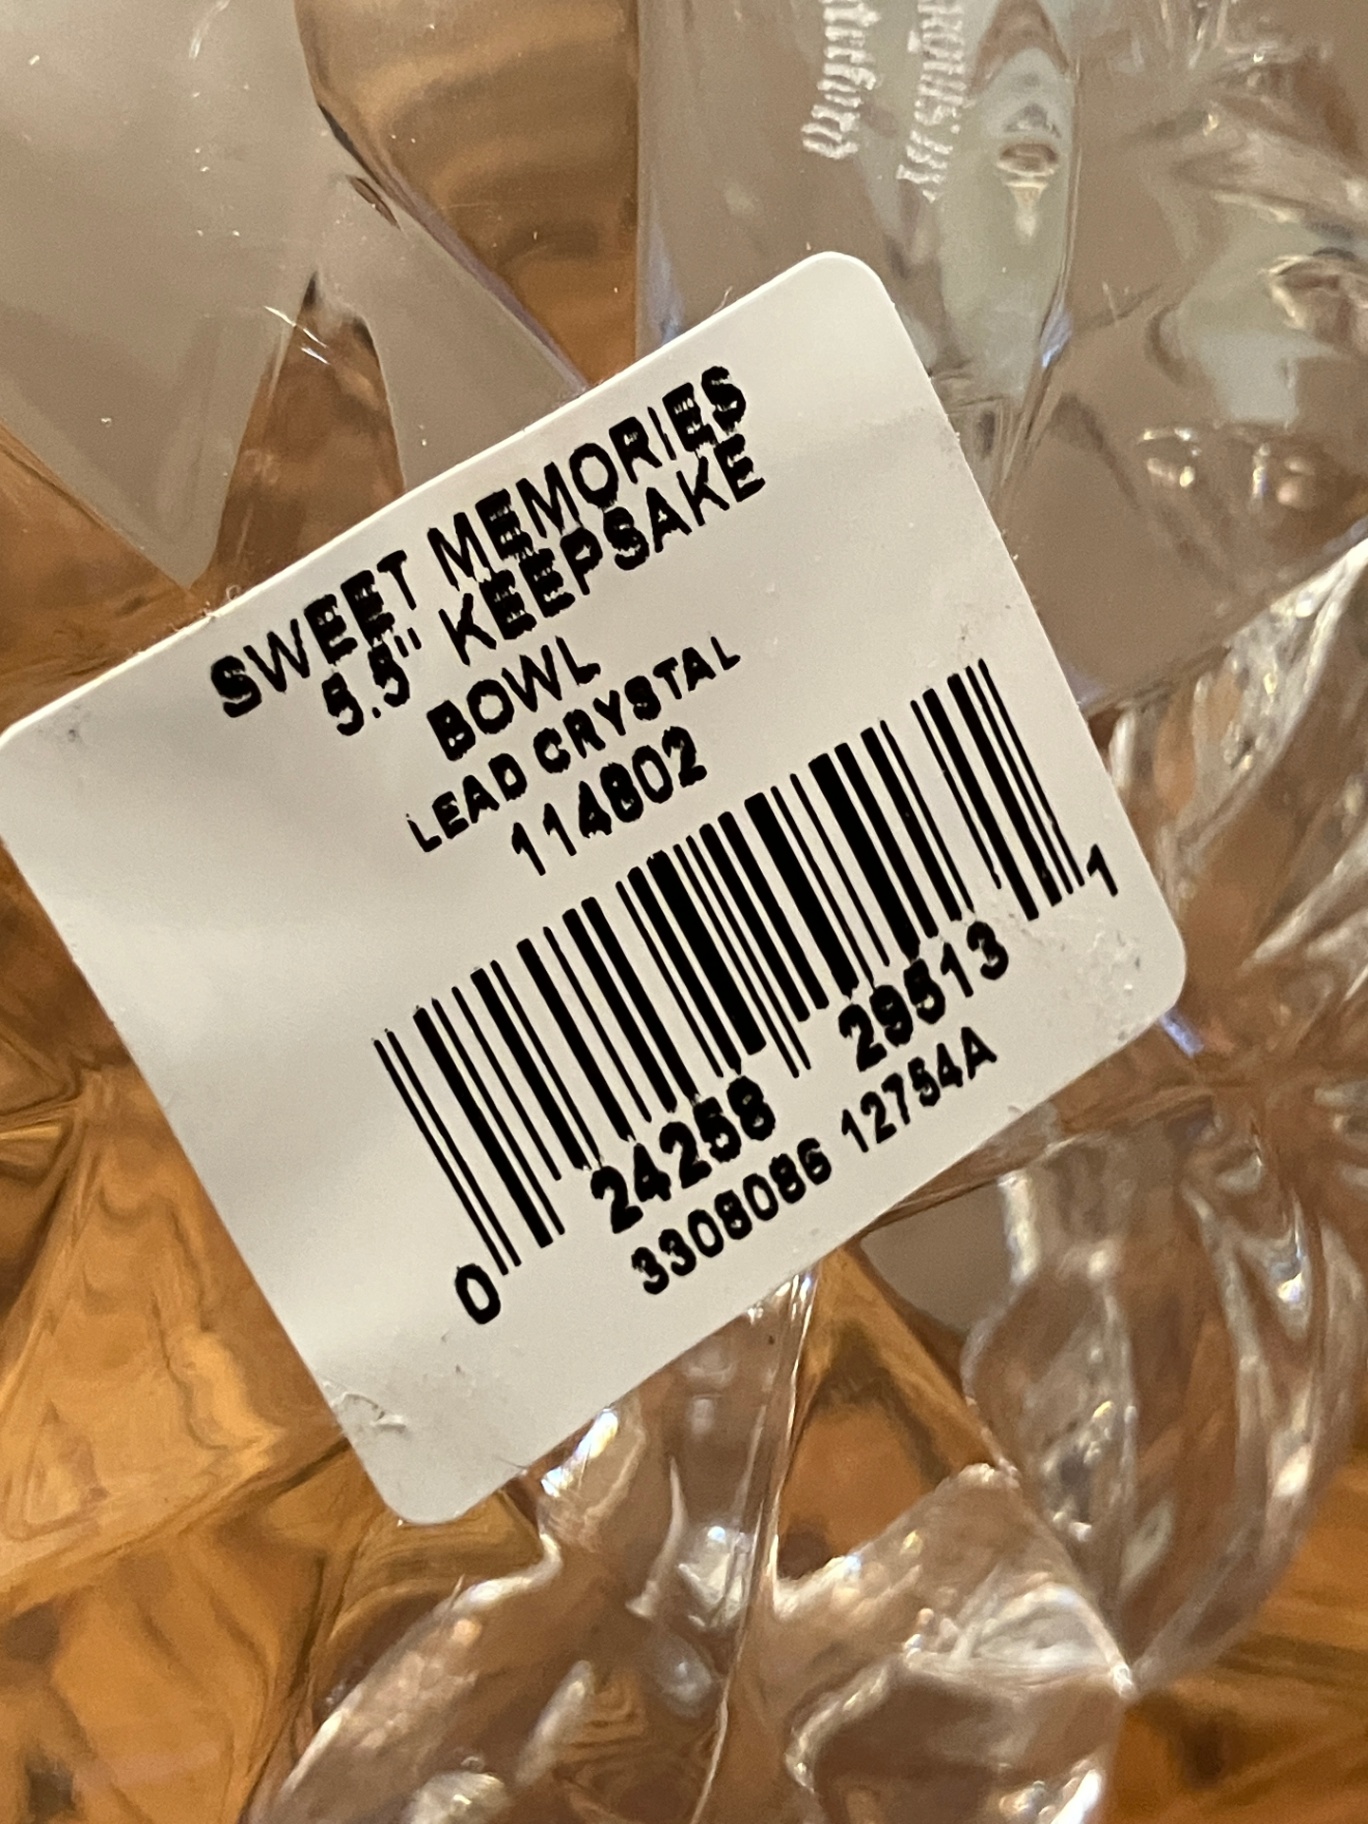 SWEET MEMORIES
5.5" KEEPSAKE
BOWL
LEAD CRYSTAL
114802
0 24258 29513 1
3308086 12754A